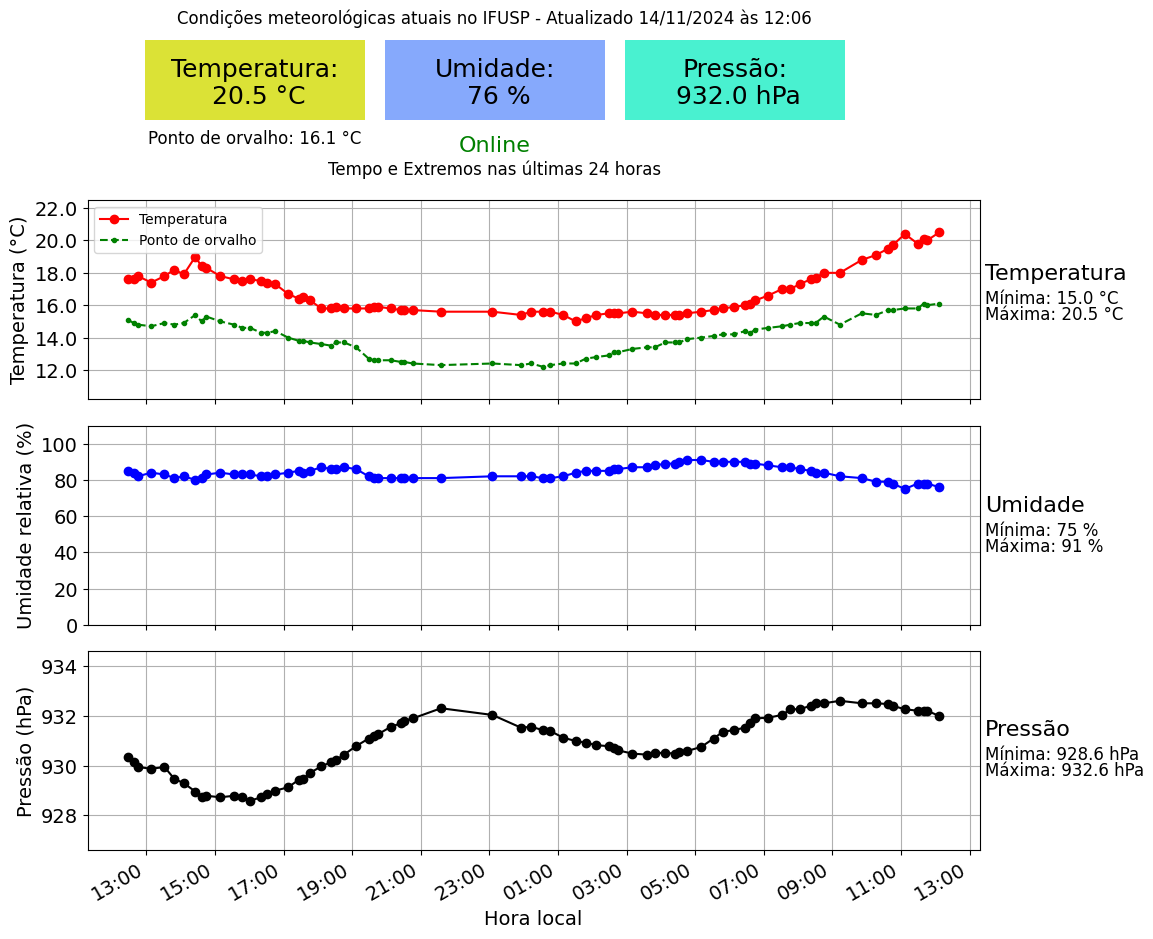 Condições meteorológicas atuais no IFUSP - Atualizado 14/11/2024 às 12:06
Temperatura:
20.5 °C
Umidade:
76 %
Pressão:
932.0 hPa
Ponto de orvalho: 16.1 °C
Online
Tempo e Extremos nas últimas 24 horas
Temperatura (°C)
22.0
20.0
18.0
16.0
14.0
12.0
Temperatura
Ponto de orvalho
Temperatura
Mínima: 15.0 °C
Máxima: 20.5 °C
Umidade relativa (%)
100
80
60
40
20
0
Umidade
Mínima: 75 %
Máxima: 91 %
Pressão (hPa)
934
932
930
928
Pressão
Mínima: 928.6 hPa
Máxima: 932.6 hPa
13:00 15:00 17:00 19:00 21:00 23:00 01:00 03:00 05:00 07:00 09:00 11:00 13:00
Hora local